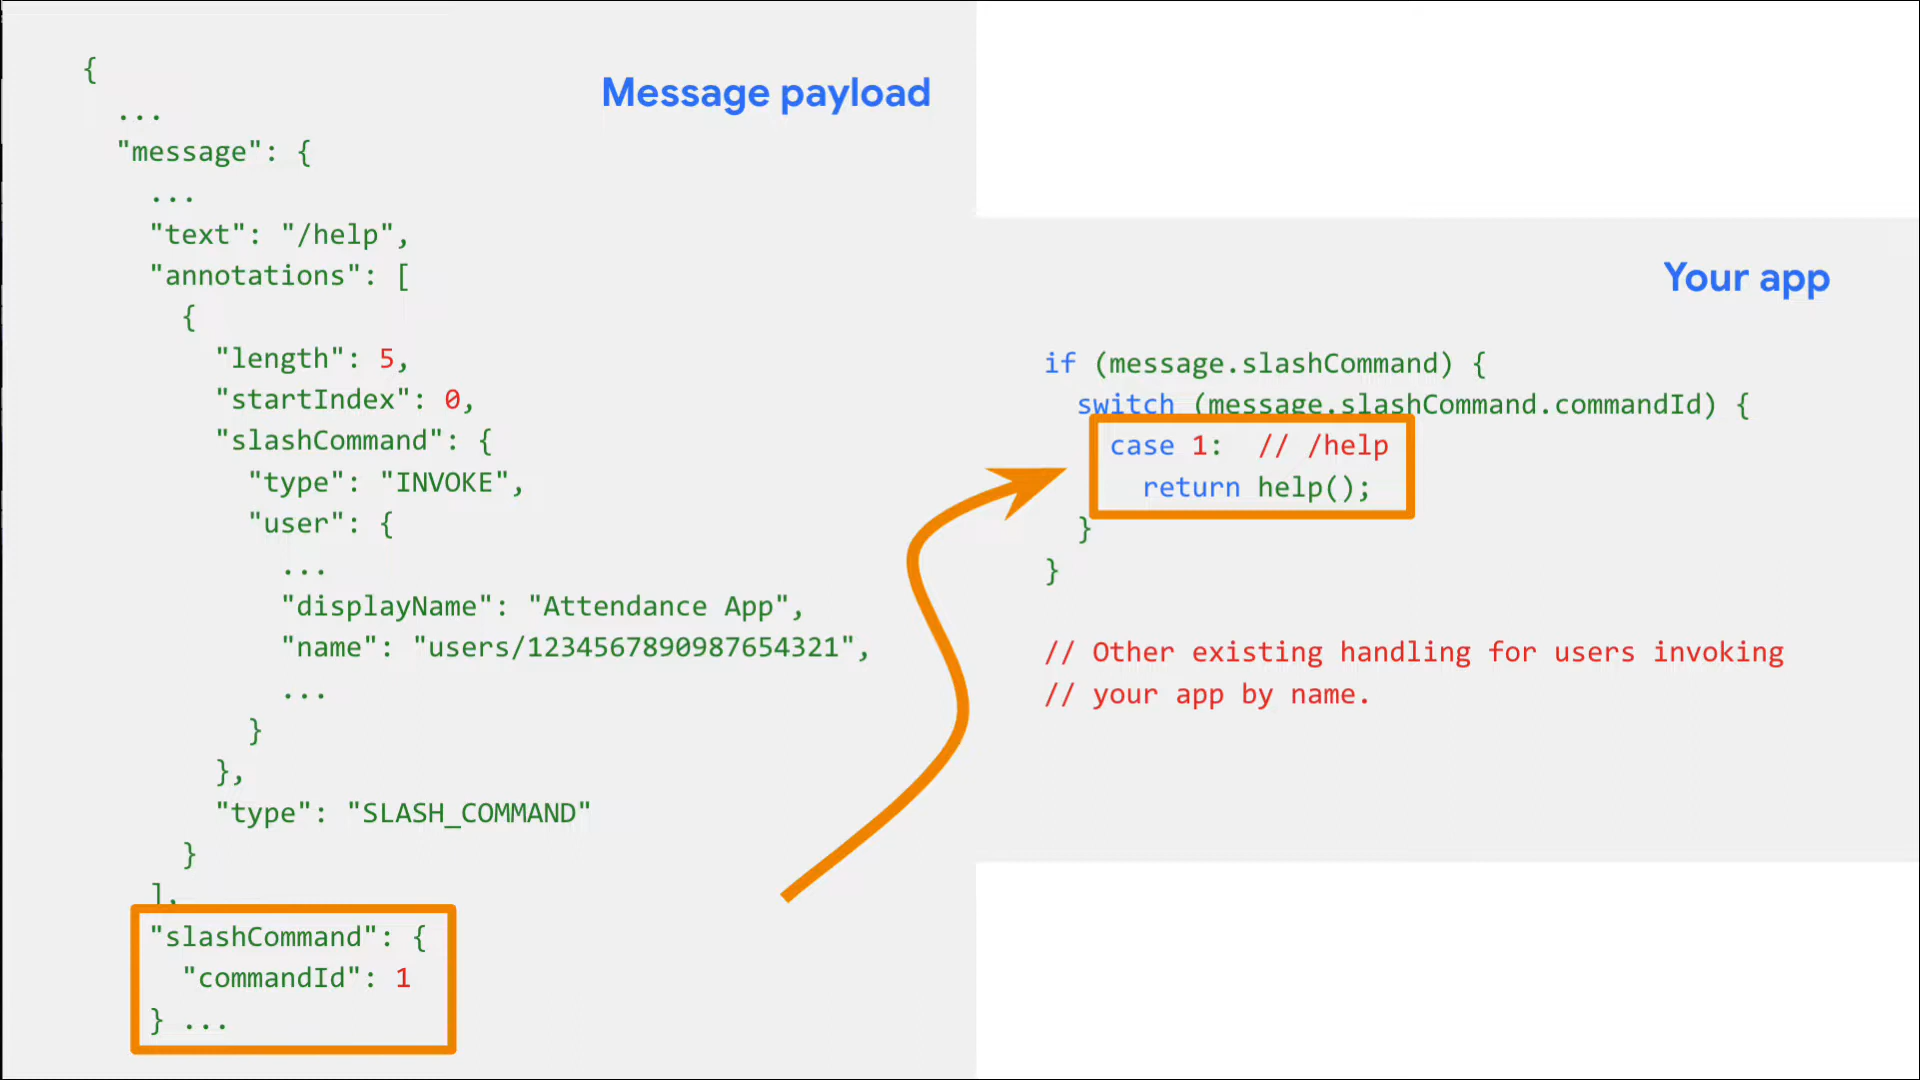 Message payload
{
  ...
  "message": {
    ...
    "text": "/help",
    "annotations": [
      {
        "length": 5,
        "startIndex": 0,
        "slashCommand": {
          "type": "INVOKE",
          "user": {
            ...
            "displayName": "Attendance App",
            "name": "users/1234567890987654321",
            ...
          }
        },
        "type": "SLASH_COMMAND"
      }
    ],
    "slashCommand": {
      "commandId": 1
    } ...
Your app
if (message.slashCommand) {
  switch (message.slashCommand.commandId) {
    case 1:  // /help
      return help();
  }
}
// Other existing handling for users invoking
// your app by name.